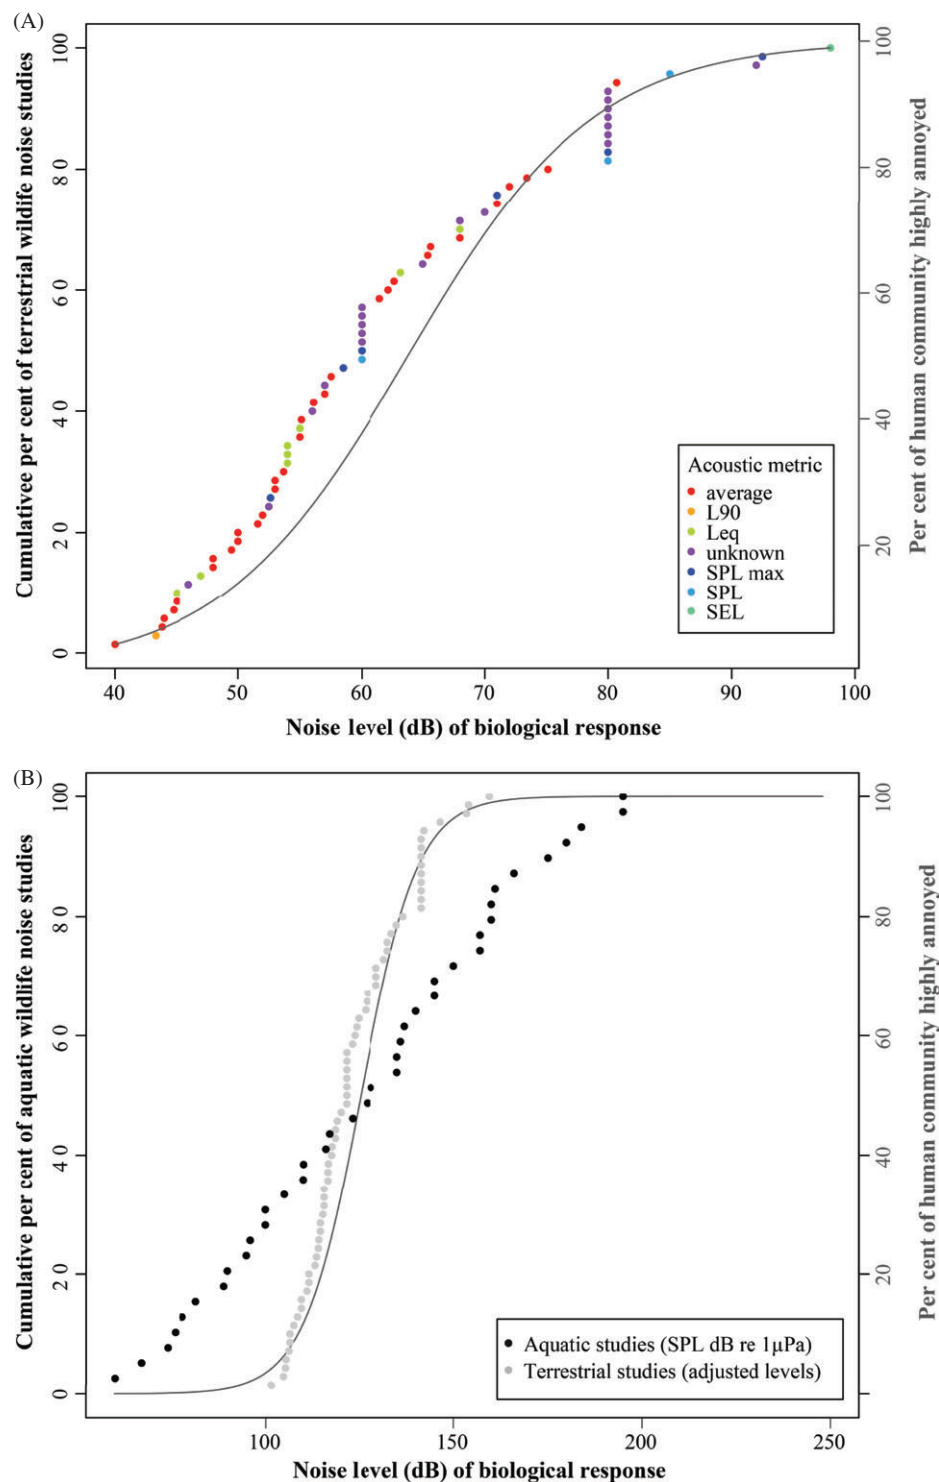 (A)
Cumulativee per cent of terrestrial wildlife noise studies
0 20 40 60 80 100
40 50 60 70 80 90 100
Noise level (dB) of biological response
20 40 60 80 100
Per cent of human community highly annoyed
Acoustic metric
average
L90
Leq
unknown
SPL max
SPL
SEL
(B)
Cumulative per cent of aquatic wildlife noise studies
0 20 40 60 80 100
100 150 200 250
Noise level (dB) of biological response
20 40 60 80 100
Per cent of human community highly annoyed
Aquatic studies (SPL dB re 1μPa)
Terrestrial studies (adjusted levels)